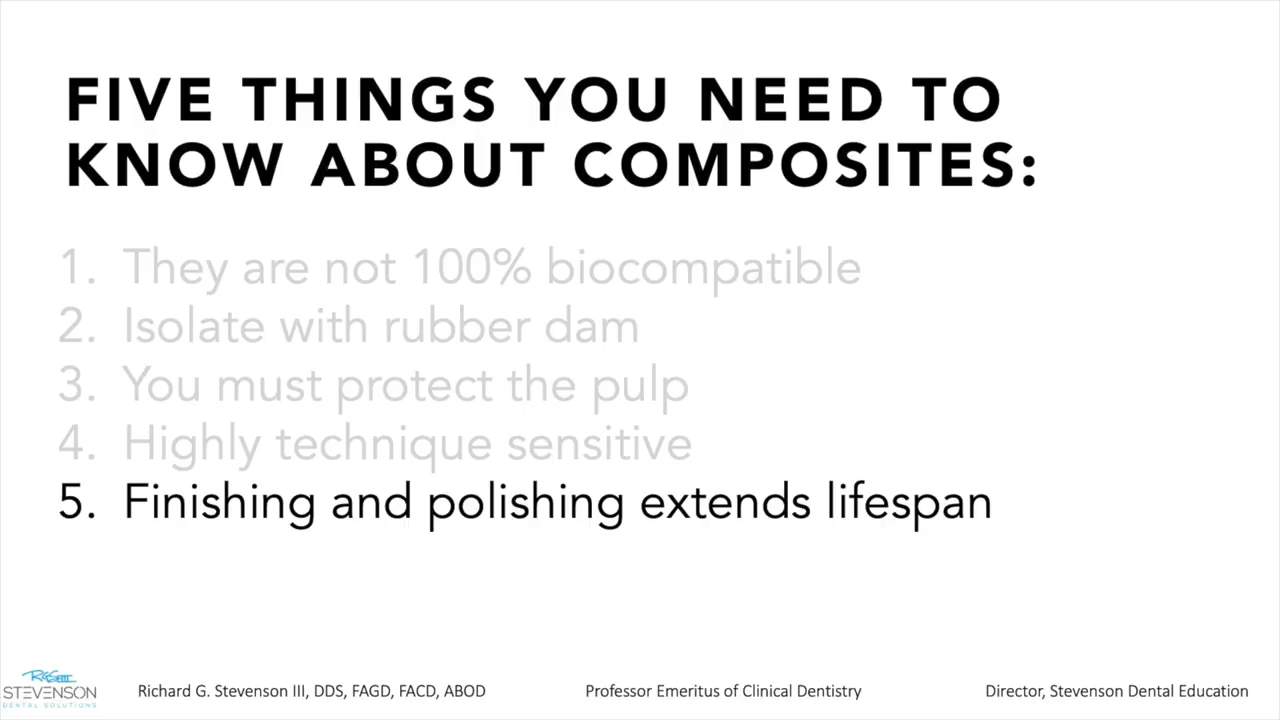 FIVE THINGS YOU NEED TO
KNOW ABOUT COMPOSITES:
1. They are not 100% biocompatible
2. Isolate with rubber dam
3. You must protect the pulp
4. Highly technique sensitive
5. Finishing and polishing extends lifespan
STEVENSON
DENTAL SOLUTIONS
Richard G. Stevenson III, DDS, FAGD, FACD, ABOD
Professor Emeritus of Clinical Dentistry
Director, Stevenson Dental Education